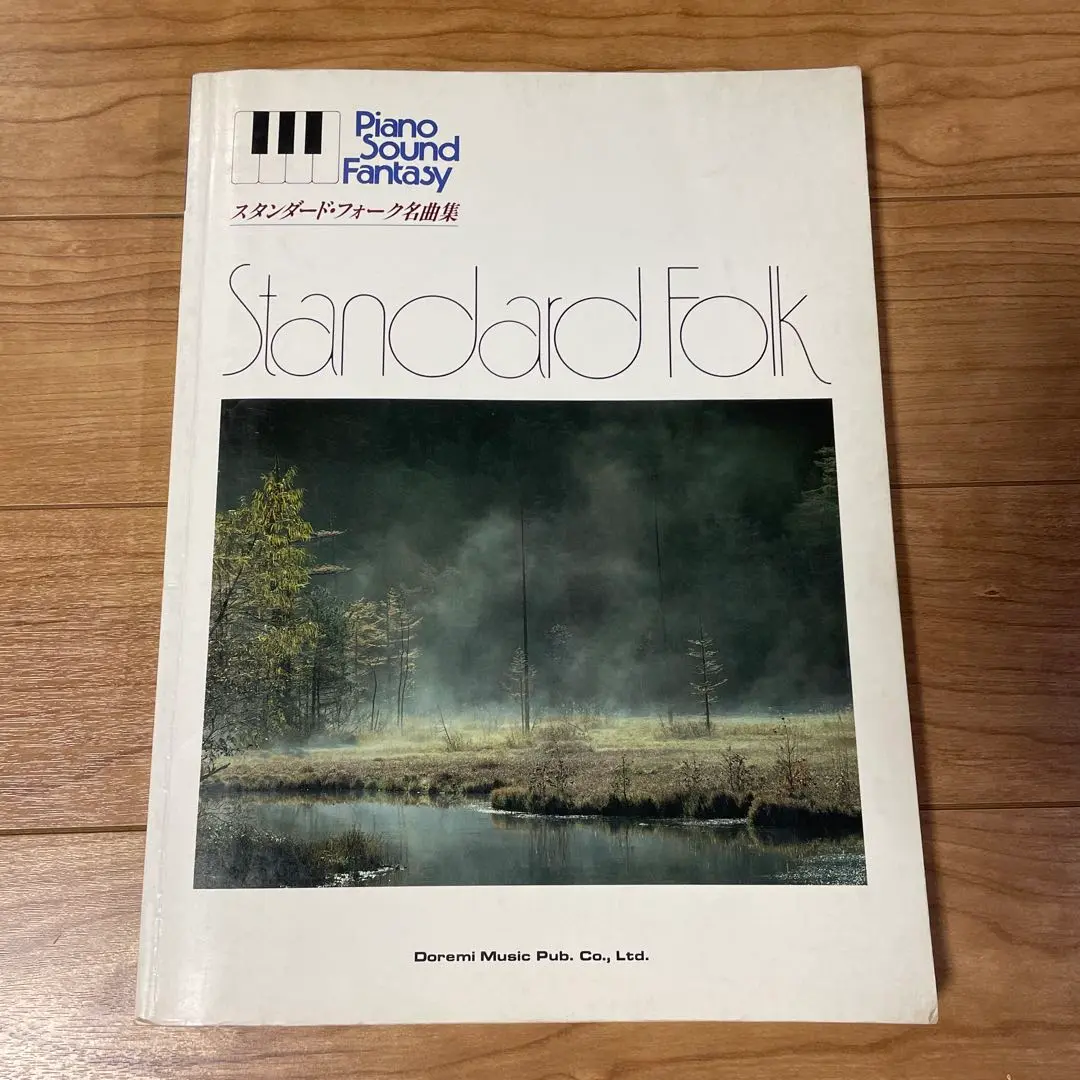 Piano
Sound
Fantasy
スタンダード・フォーク名曲集
Standard Folk
Doremi Music Pub. Co., Ltd.